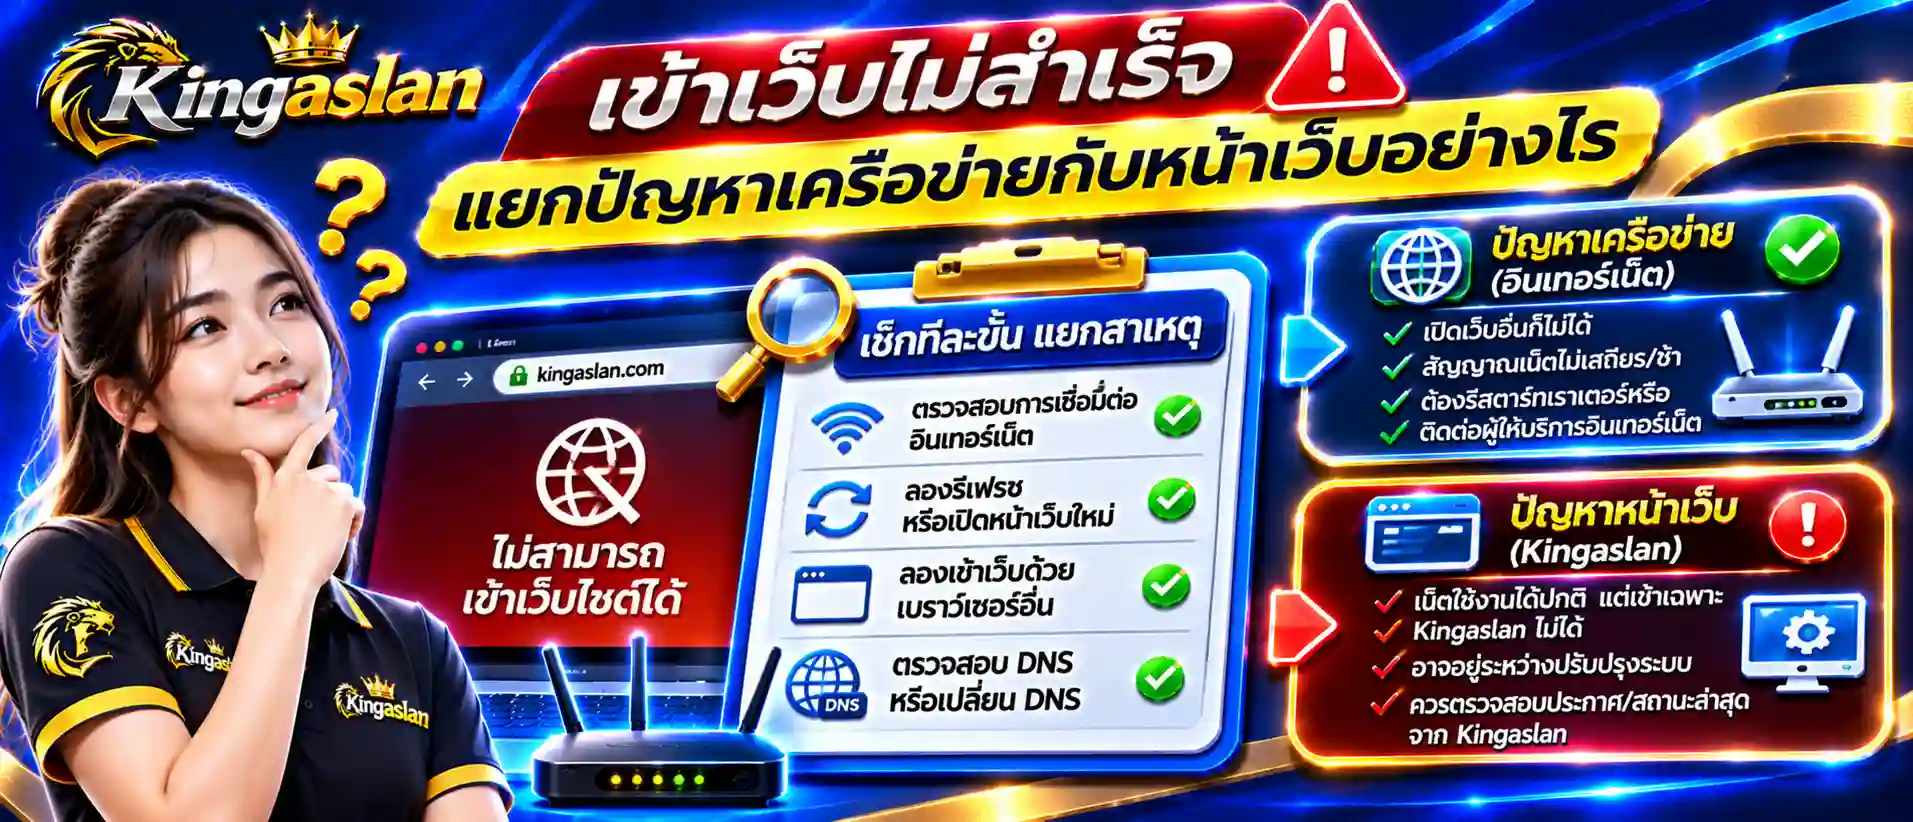 Kingaslan
เข้าเว็บไม่สำเร็จ
!
แยกปัญหาเครือข่ายกับหน้าเว็บอย่างไร
? ?
kingaslan.com
ไม่สามารถ
เข้าเว็บไซต์ได้
เช็กทีละขั้น แยกสาเหตุ
ตรวจสอบการเชื่อมื่ต่อ
อินเทอร์เน็ต
ลองรีเฟรช
หรือเปิดหน้าเว็บใหม่
ลองเข้าเว็บด้วย
เบราว์เซอร์อื่น
ตรวจสอบ DNS
หรือเปลี่ยน DNS
DNS
ปัญหาเครือข่าย
(อินเทอร์เน็ต)
เปิดเว็บอื่นก็ไม่ได้
สัญญาณเน็ตไม่เสถียร/ช้า
ต้องรีสตาร์ทเราเตอร์หรือ
ติดต่อผู้ให้บริการอินเทอร์เน็ต
ปัญหาหน้าเว็บ
(Kingaslan)
!
เน็ตใช้งานได้ปกติ แต่เข้าเฉพาะ
Kingaslan ไม่ได้
อาจอยู่ระหว่างปรับปรุงระบบ
ควรตรวจสอบประกาศ/สถานะล่าสุด
จาก Kingaslan
Kingaslan
Kingaslan